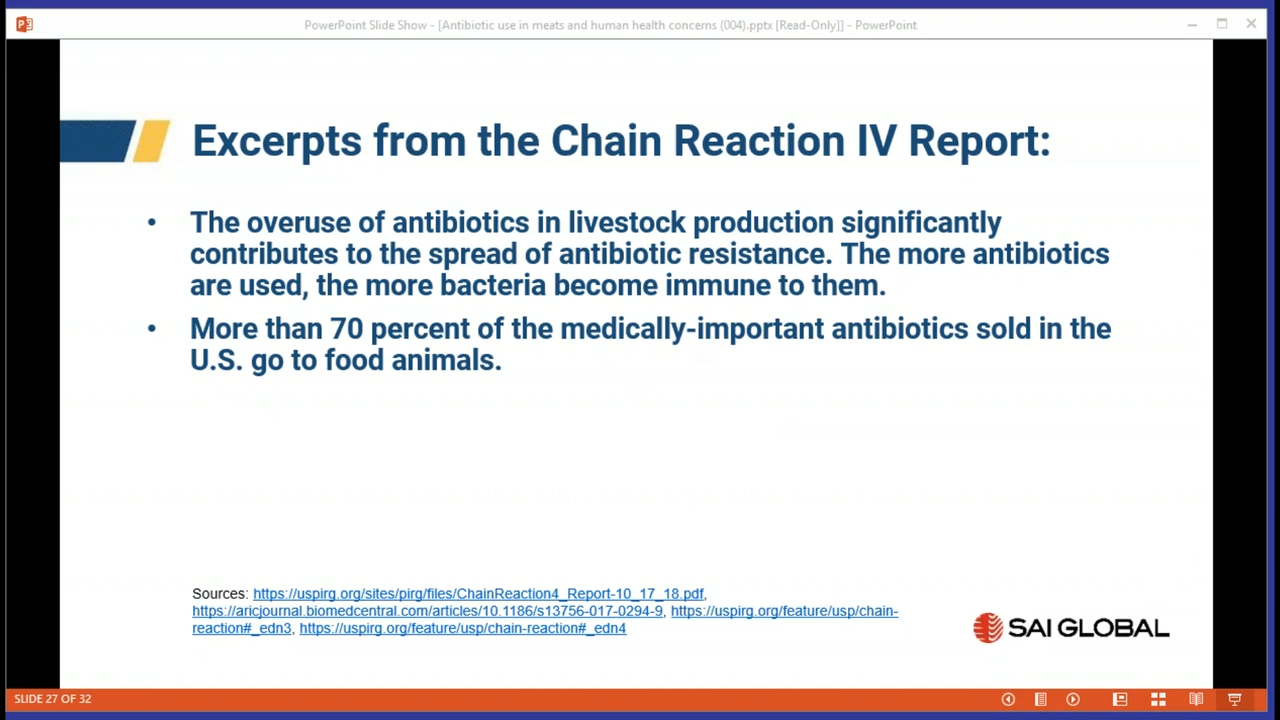 PowerPoint Slide Show - [Antibiotic use in meats and human health concerns (004).pptx [Read-Only]] - PowerPoint
Excerpts from the Chain Reaction IV Report:
• The overuse of antibiotics in livestock production significantly
contributes to the spread of antibiotic resistance. The more antibiotics
are used, the more bacteria become immune to them.
• More than 70 percent of the medically-important antibiotics sold in the
U.S. go to food animals.
Sources: https://uspirg.org/sites/pirg/files/ChainReaction4_Report-10_17_18.pdf,
https://aricjournal.biomedcentral.com/articles/10.1186/s13756-017-0294-9, https://uspirg.org/feature/usp/chain-
reaction#_edn3, https://uspirg.org/feature/usp/chain-reaction#_edn4
SAI GLOBAL
SLIDE 27 OF 32